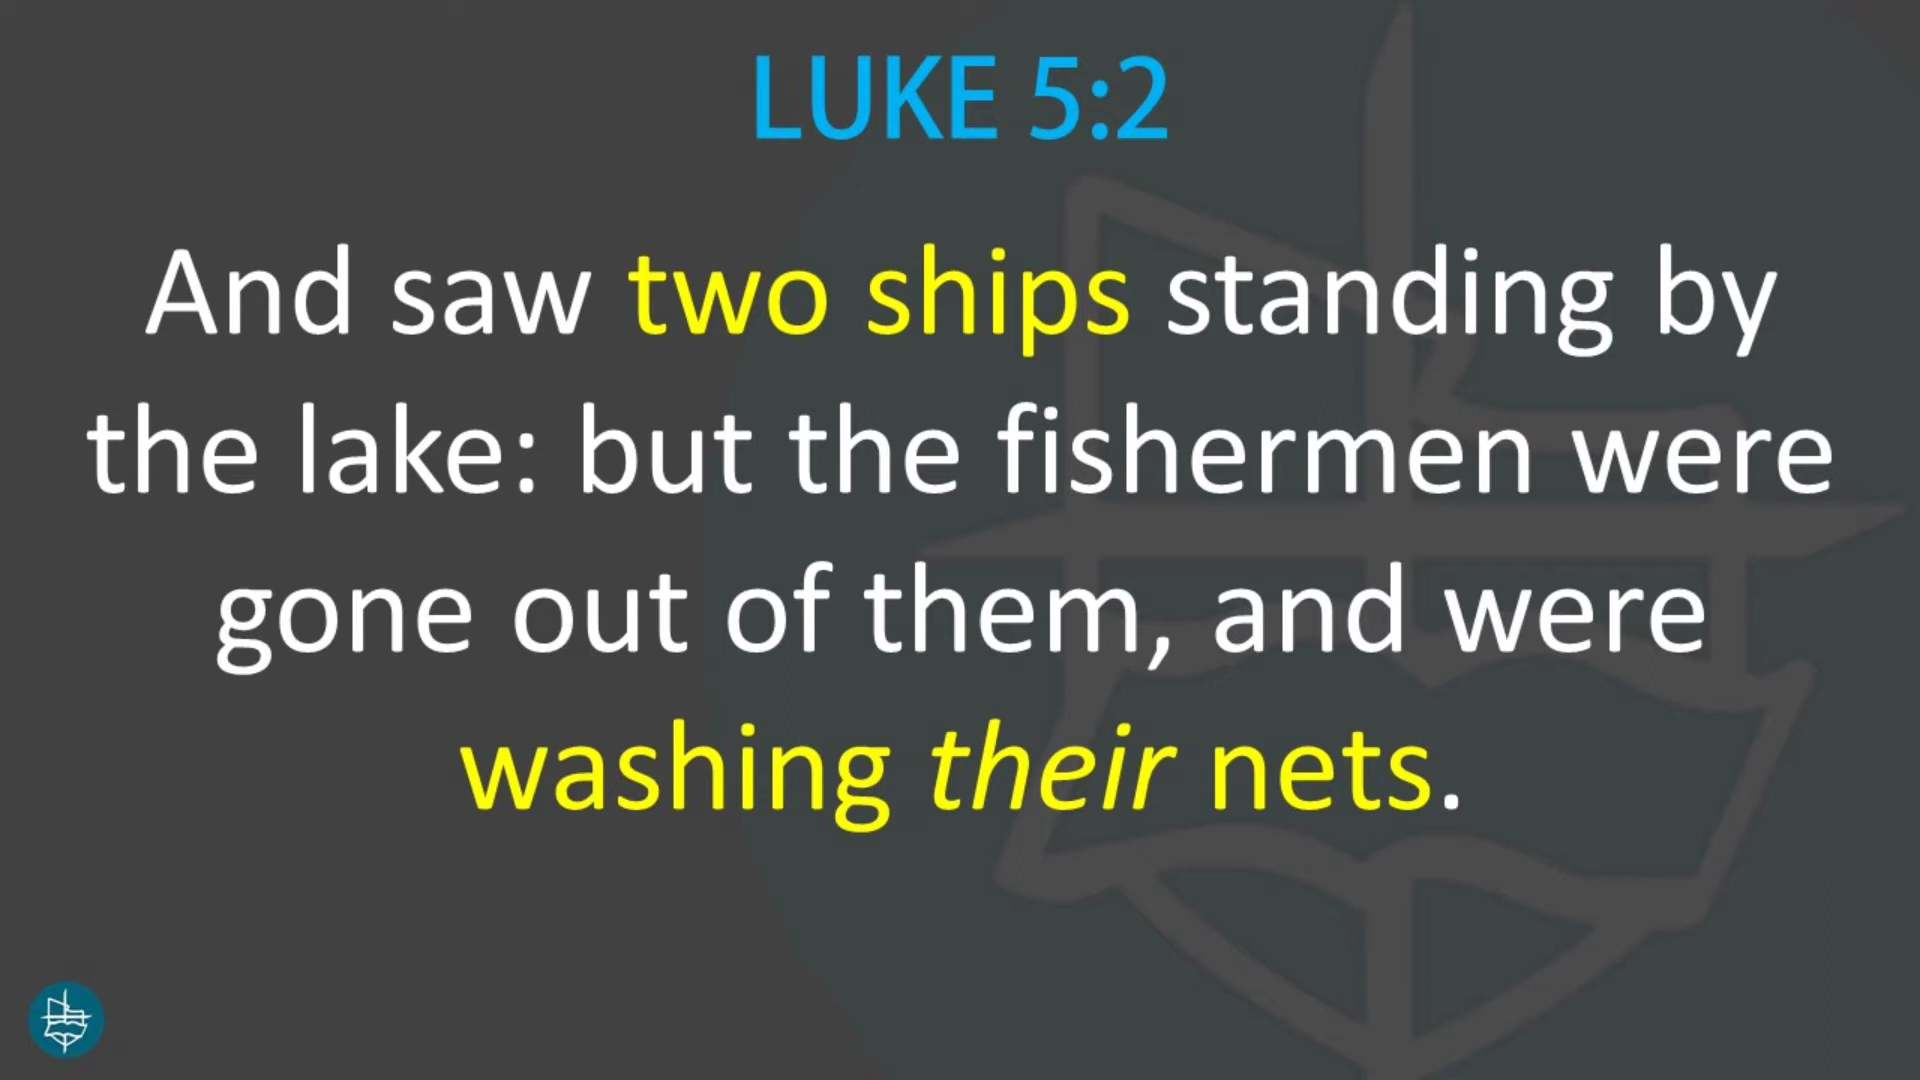 LUKE 5:2
And saw two ships standing by
the lake: but the fishermen were
gone out of them, and were
washing their nets.